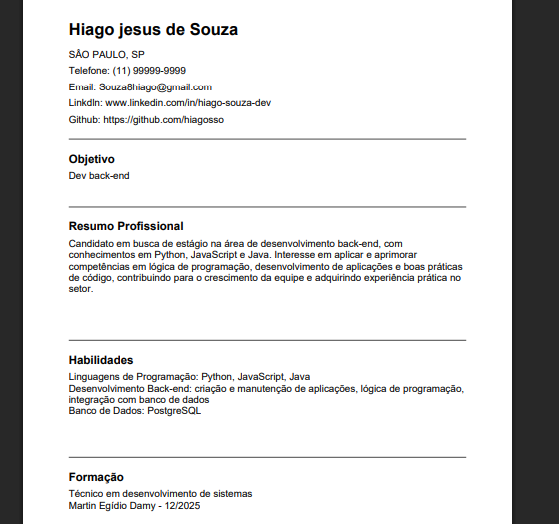 Hiago jesus de Souza
SÃO PAULO, SP
Telefone: (11) 99999-9999
Email: Souza8hiago@gmail.com
LinkdIn: www.linkedin.com/in/hiago-souza-dev
Github: https://github.com/hiagosso
Objetivo
Dev back-end
Resumo Profissional
Candidato em busca de estágio na área de desenvolvimento back-end, com
conhecimentos em Python, JavaScript e Java. Interesse em aplicar e aprimorar
competências em lógica de programação, desenvolvimento de aplicações e boas práticas
de código, contribuindo para o crescimento da equipe e adquirindo experiência prática no
setor.
Habilidades
Linguagens de Programação: Python, JavaScript, Java
Desenvolvimento Back-end: criação e manutenção de aplicações, lógica de programação,
integração com banco de dados
Banco de Dados: PostgreSQL
Formação
Técnico em desenvolvimento de sistemas
Martin Egídio Damy - 12/2025